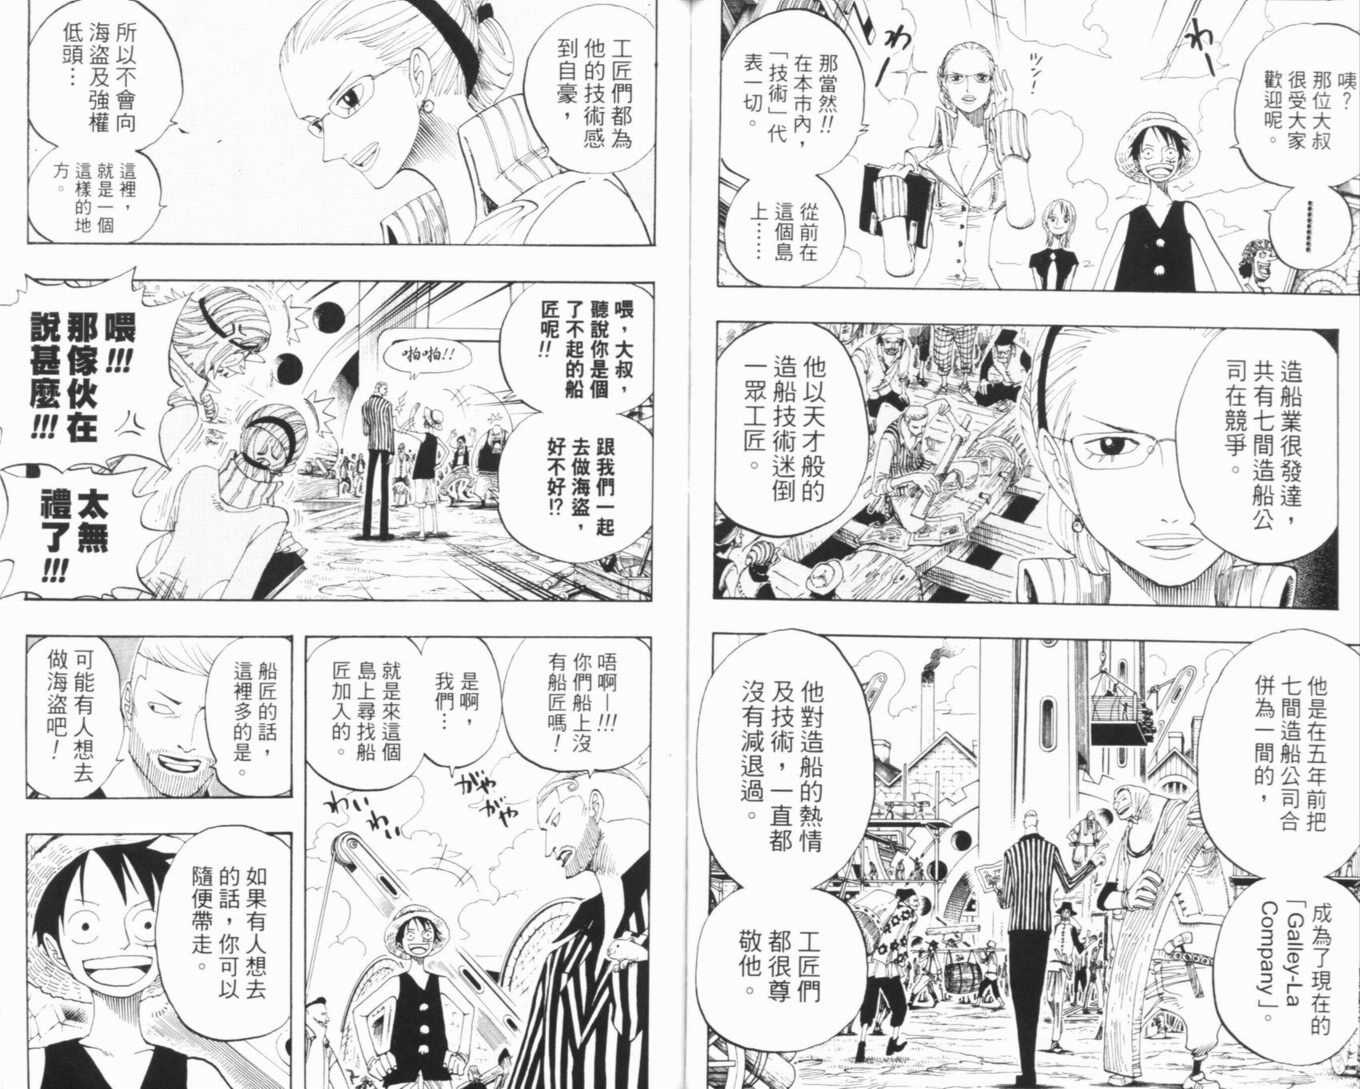 咦?
那位大叔
很受大家
歡迎呢。
………
わー
ツン!
わー
那當然!!
在本市內,
「技術」代
表一切。
從前在
這個島
上……
造船業很發達,
共有七間造船公
司在競爭。
他以天才般的
造船技術迷倒
一眾工匠。
他是在五年前把
七間造船公司合
併為一間的,
成為了現在的
「Galley-La
Company」。
他對造船的熱情
及技術,一直都
沒有減退過。
工匠們
都很尊
敬他。
工匠們都為
他的技術感
到自豪,
所以不會向
海盜及強權
低頭…
這裡,
就是一個
這樣的地
方。
喂,大叔,
聽說你是個
了不起的船
匠呢!!
跟我們一起
去做海盜,
好不好!?
啪啪!!
喂!!!
那傢伙在
說甚麼!!!
太無
禮了!!!
唔啊—!!!
你們船上沒
有船匠嗎!
是啊,
我們…
就是來這個
島上尋找船
匠加入的。
がやがや
わいわい
船匠的話,
這裡多的是。
可能有人想去
做海盜吧!
如果有人想去
的話,你可以
隨便帶走。